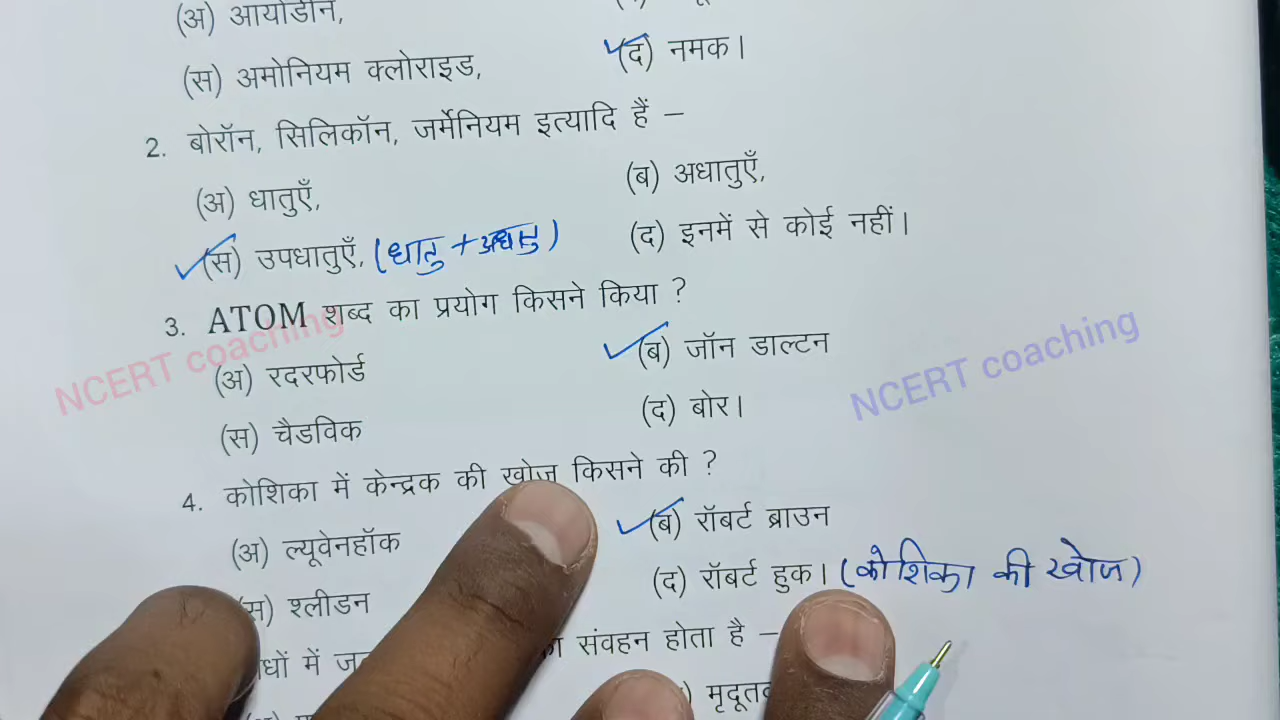 (अ) आयोडीन,
(स) अमोनियम क्लोराइड,
(द) नमक।
2. बोरॉन, सिलिकॉन, जर्मेनियम इत्यादि हैं –
(अ) धातुएँ,
(ब) अधातुएँ,
(स) उपधातुएँ, (धातु + अधातु)
(द) इनमें से कोई नहीं।
3. ATOM शब्द का प्रयोग किसने किया ?
(अ) रदरफोर्ड
(ब) जॉन डाल्टन
(स) चैडविक
(द) बोर।
NCERT coaching
NCERT coaching
4. कोशिका में केन्द्रक की खोज किसने की ?
(अ) ल्यूवेनहॉक
(ब) रॉबर्ट ब्राउन
(स) श्लीडन
(द) रॉबर्ट हुक। (कोशिका की खोज)
में संवहन होता है –